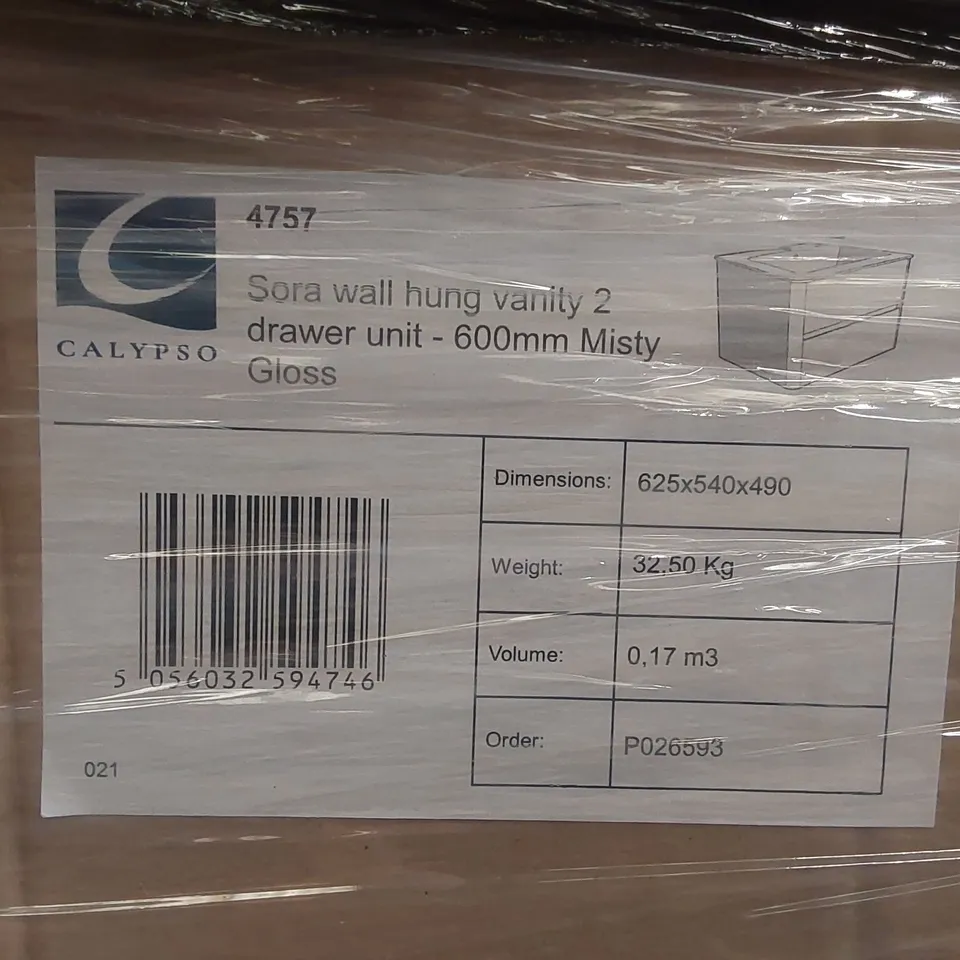 4757
Sora wall hung vanity 2
drawer unit - 600mm Misty
Gloss
CALYPSO
Dimensions: 625x540x490
Weight: 32.50 Kg
Volume: 0,17 m3
Order: P026593
5 056032 594746
021